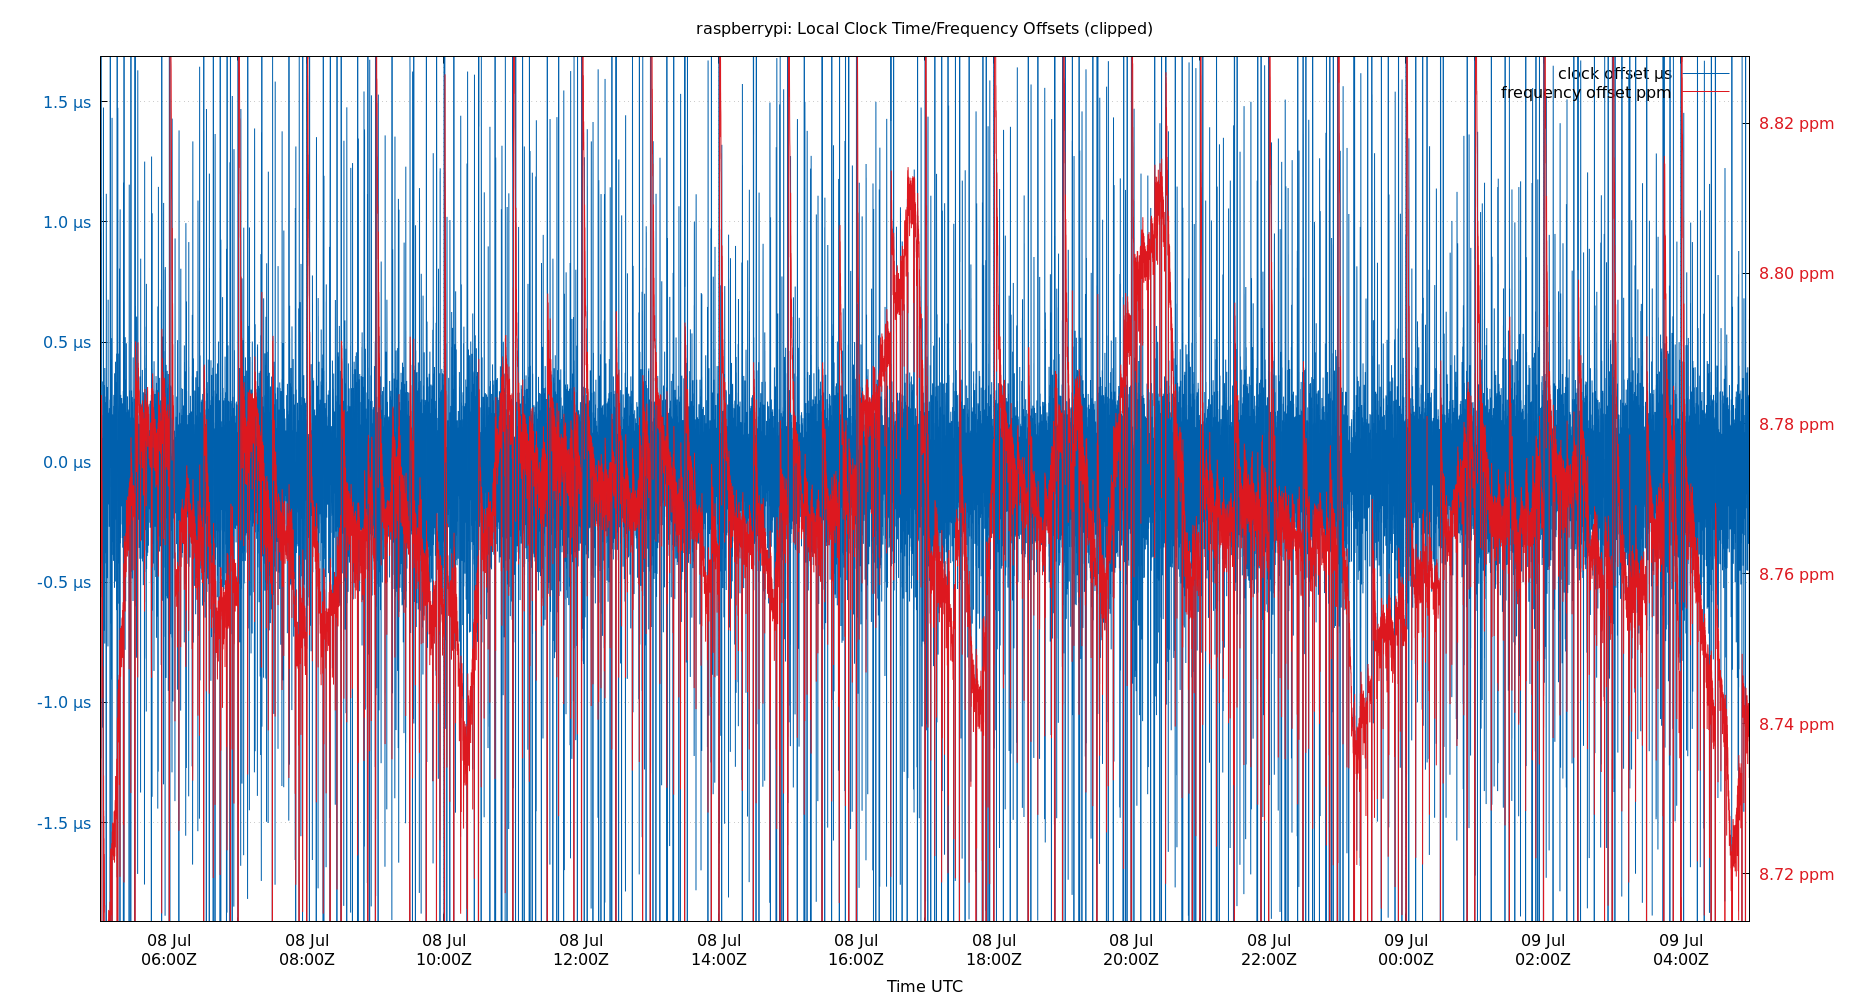 raspberrypi: Local Clock Time/Frequency Offsets (clipped)
clock offset µs
frequency offset ppm
1.5 µs
1.0 µs
0.5 µs
0.0 µs
-0.5 µs
-1.0 µs
-1.5 µs
8.82 ppm
8.80 ppm
8.78 ppm
8.76 ppm
8.74 ppm
8.72 ppm
08 Jul 08 Jul 08 Jul 08 Jul 08 Jul 08 Jul 08 Jul 08 Jul 08 Jul 09 Jul 09 Jul 09 Jul
06:00Z 08:00Z 10:00Z 12:00Z 14:00Z 16:00Z 18:00Z 20:00Z 22:00Z 00:00Z 02:00Z 04:00Z
Time UTC